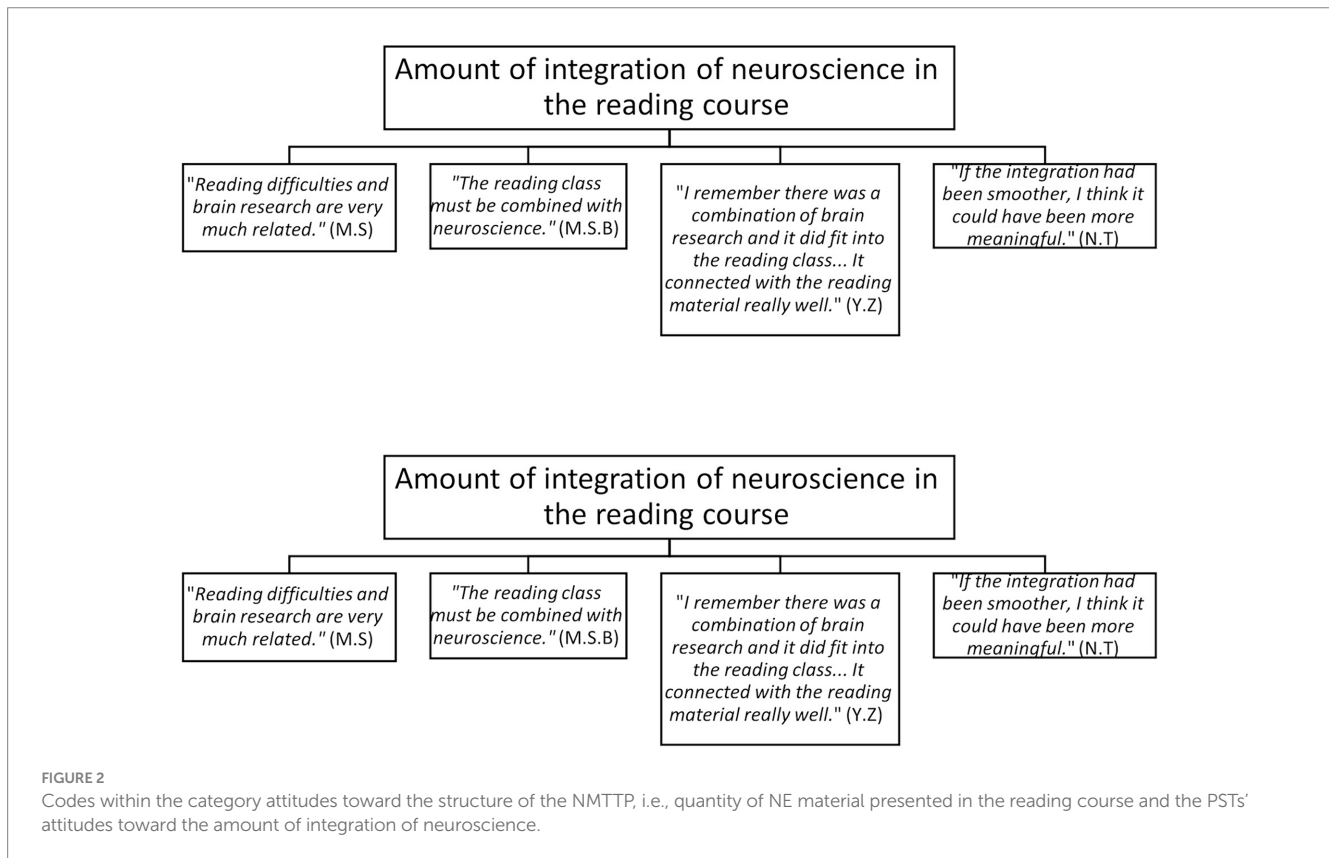 Amount of integration of neuroscience in
the reading course
"Reading difficulties and
brain research are very
much related." (M.S)
"The reading class
must be combined with
neuroscience." (M.S.B)
"I remember there was a
combination of brain
research and it did fit into
the reading class... It
connected with the reading
material really well." (Y.Z)
"If the integration had
been smoother, I think it
could have been more
meaningful." (N.T)
Amount of integration of neuroscience in
the reading course
"Reading difficulties and
brain research are very
much related." (M.S)
"The reading class
must be combined with
neuroscience." (M.S.B)
"I remember there was a
combination of brain
research and it did fit into
the reading class... It
connected with the reading
material really well." (Y.Z)
"If the integration had
been smoother, I think it
could have been more
meaningful." (N.T)
FIGURE 2
Codes within the category attitudes toward the structure of the NMTTP, i.e., quantity of NE material presented in the reading course and the PSTs'
attitudes toward the amount of integration of neuroscience.